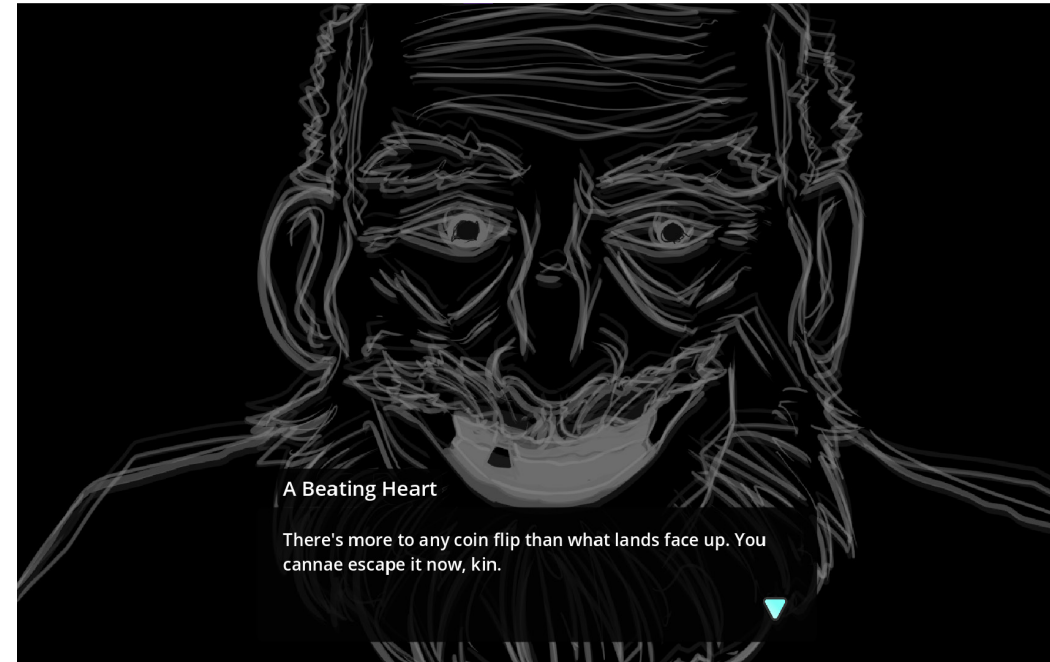 A Beating Heart
There's more to any coin flip than what lands face up. You
cannae escape it now, kin.